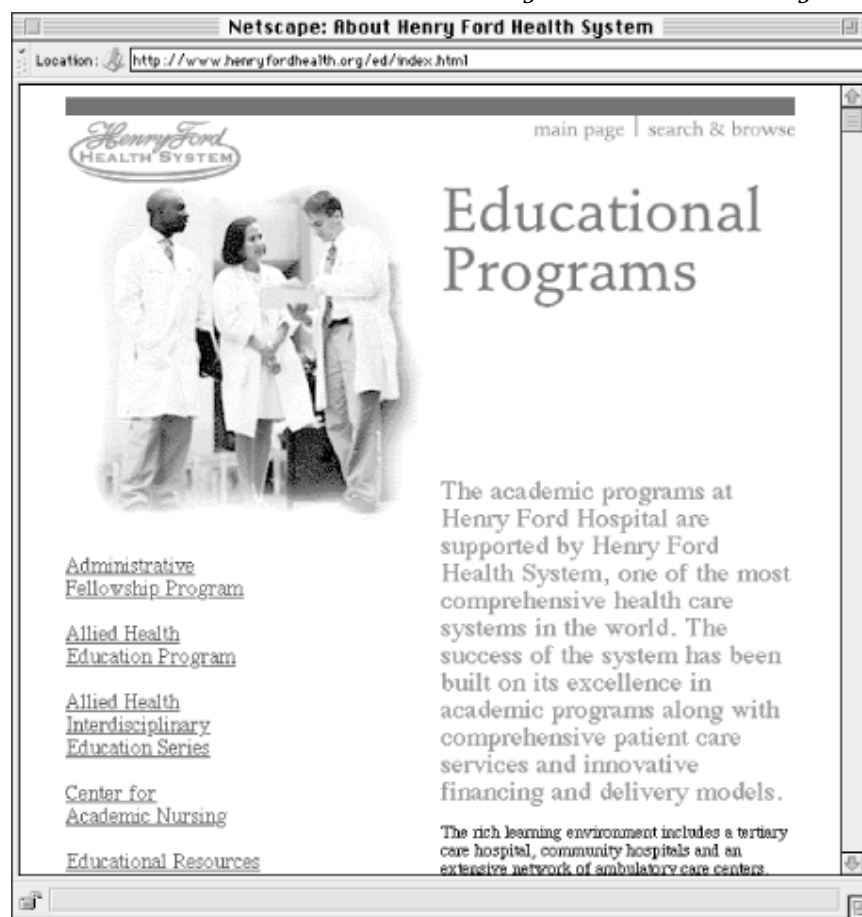 Netscape: About Henry Ford Health System
Location: http://www.henryfordhealth.org/ed/index.html
main page | search & browse
Henry Ford
HEALTH SYSTEM
Educational
Programs
The academic programs at
Henry Ford Hospital are
supported by Henry Ford
Health System, one of the most
comprehensive health care
systems in the world. The
success of the system has been
built on its excellence in
academic programs along with
comprehensive patient care
services and innovative
financing and delivery models.
The rich learning environment includes a tertiary
care hospital, community hospitals and an
extensive network of ambulatory care centers.
Administrative
Fellowship Program
Allied Health
Education Program
Allied Health
Interdisciplinary
Education Series
Center for
Academic Nursing
Educational Resources